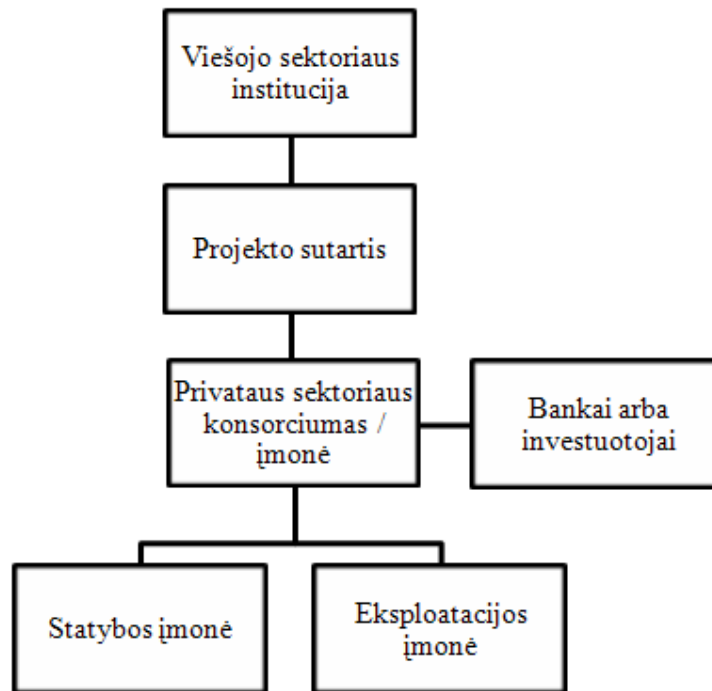 Viešojo sektoriaus
institucija
Projekto sutartis
Privataus sektoriaus
konsorciumas /
įmonė
Bankai arba
investuotojai
Statybos įmonė
Eksploatacijos
įmonė